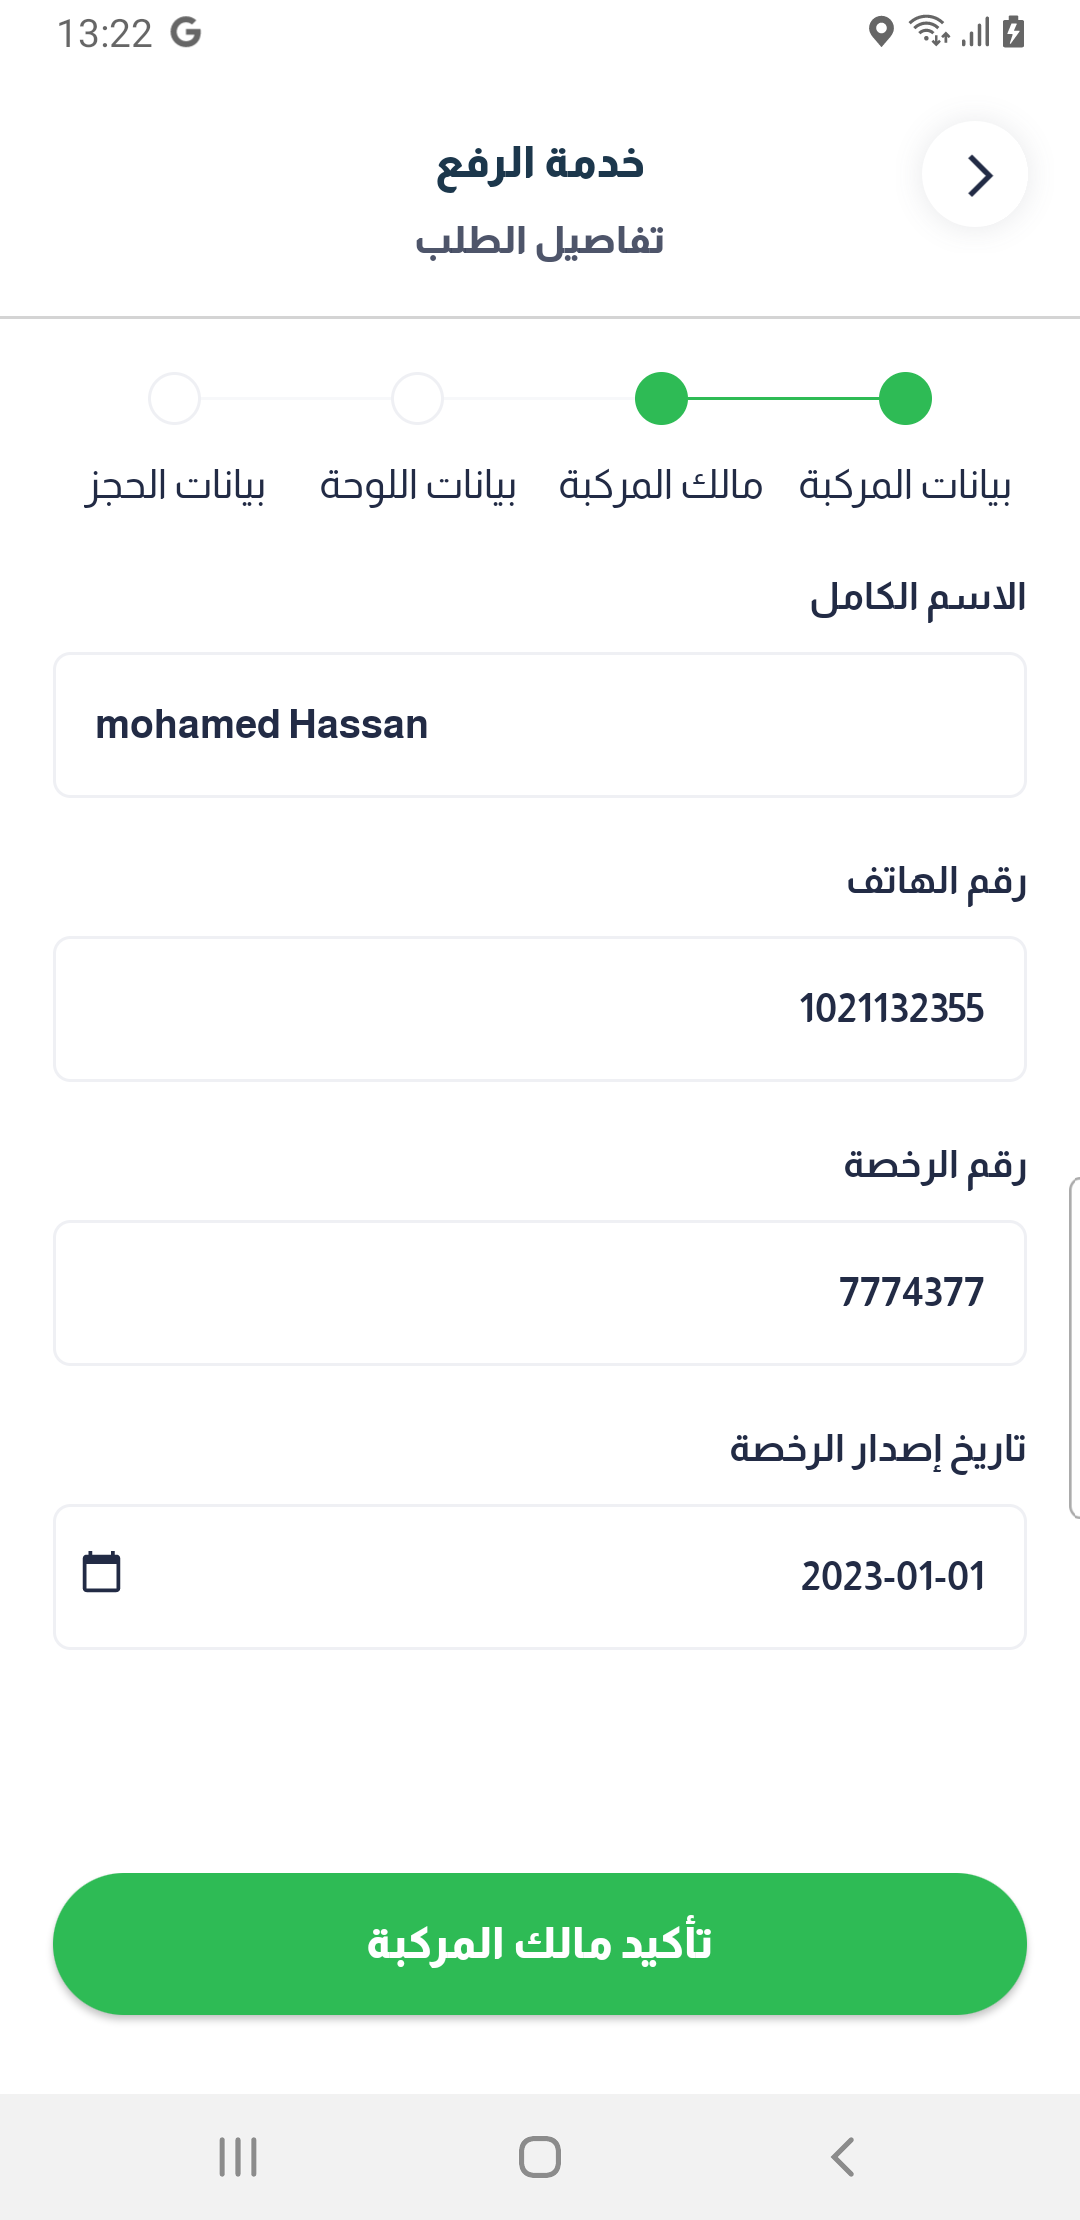 13:22
خدمة الرفع
تفاصيل الطلب
بيانات المركبة
مالك المركبة
بيانات اللوحة
بيانات الحجز
الاسم الكامل
mohamed Hassan
رقم الهاتف
1021132355
رقم الرخصة
7774377
تاريخ إصدار الرخصة
2023-01-01
تأكيد مالك المركبة